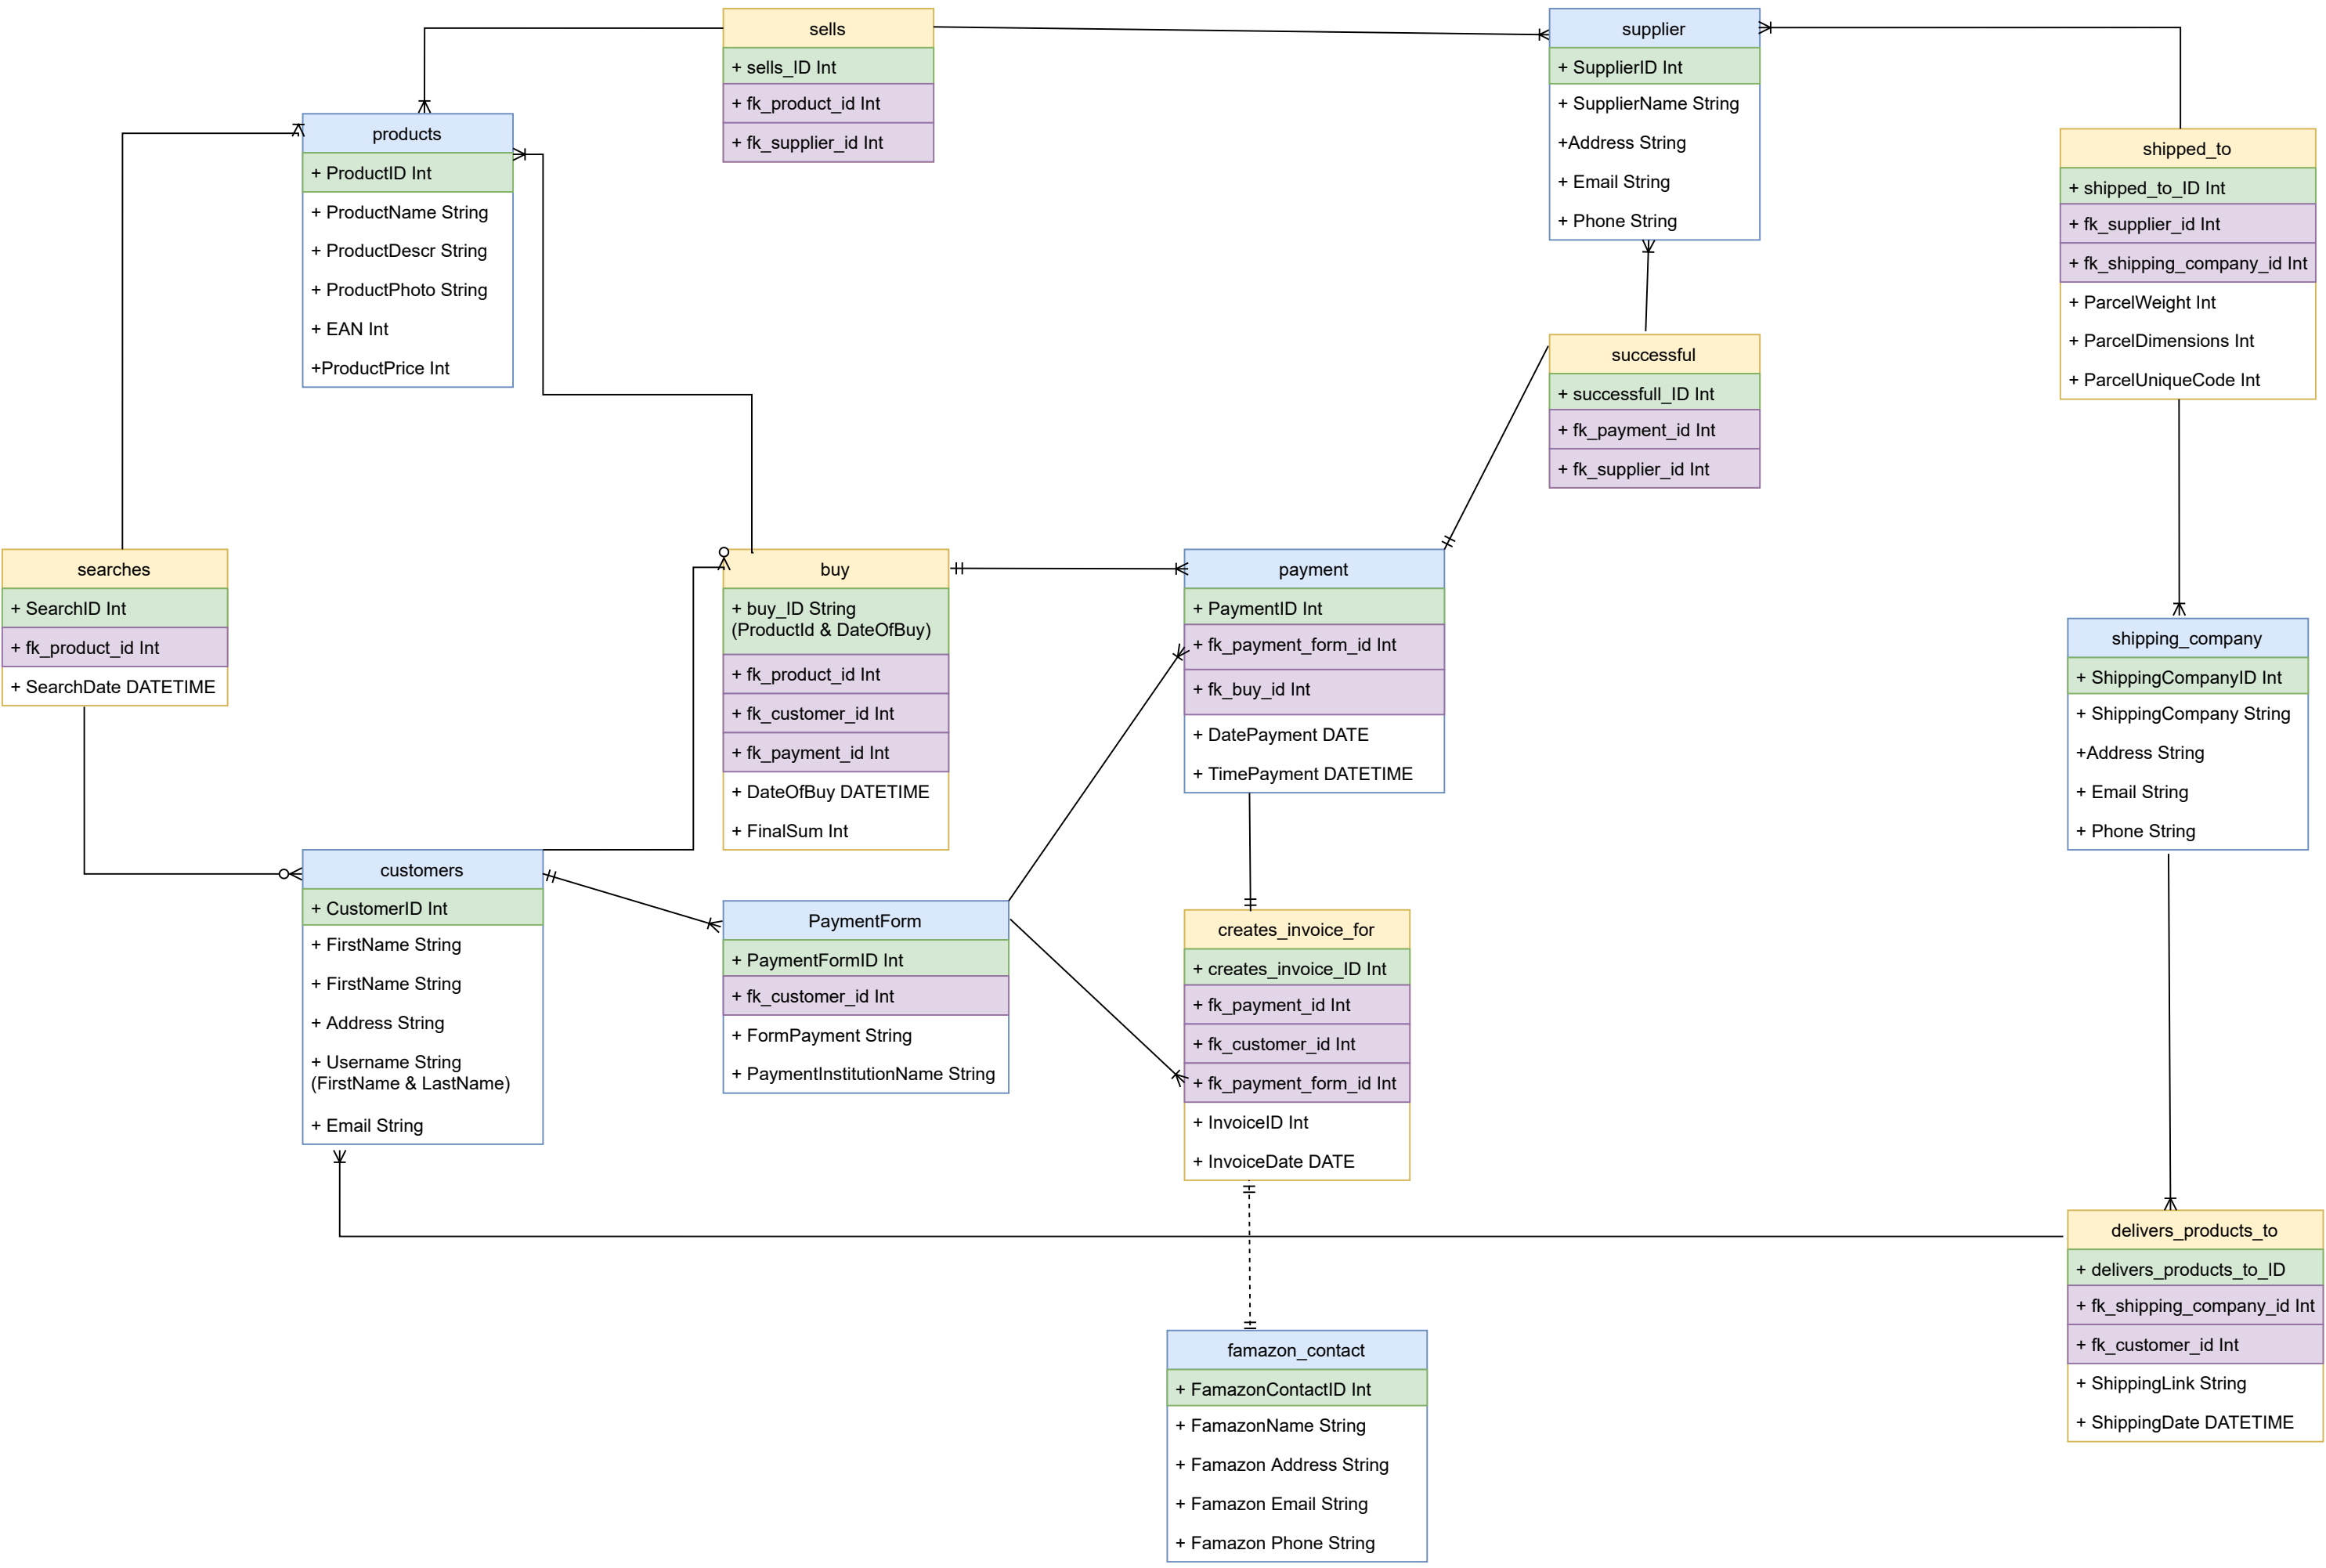 sells
+ sells_ID Int
+ fk_product_id Int
+ fk_supplier_id Int
supplier
+ SupplierID Int
+ SupplierName String
+Address String
+ Email String
+ Phone String
products
+ ProductID Int
+ ProductName String
+ ProductDescr String
+ ProductPhoto String
+ EAN Int
+ProductPrice Int
shipped_to
+ shipped_to_ID Int
+ fk_supplier_id Int
+ fk_shipping_company_id Int
+ ParcelWeight Int
+ ParcelDimensions Int
+ ParcelUniqueCode Int
successful
+ successfull_ID Int
+ fk_payment_id Int
+ fk_supplier_id Int
searches
+ SearchID Int
+ fk_product_id Int
+ SearchDate DATETIME
buy
+ buy_ID String
(ProductId & DateOfBuy)
+ fk_product_id Int
+ fk_customer_id Int
+ fk_payment_id Int
+ DateOfBuy DATETIME
+ FinalSum Int
payment
+ PaymentID Int
+ fk_payment_form_id Int
+ fk_buy_id Int
+ DatePayment DATE
+ TimePayment DATETIME
shipping_company
+ ShippingCompanyID Int
+ ShippingCompany String
+Address String
+ Email String
+ Phone String
customers
+ CustomerID Int
+ FirstName String
+ FirstName String
+ Address String
+ Username String
(FirstName & LastName)
+ Email String
PaymentForm
+ PaymentFormID Int
+ fk_customer_id Int
+ FormPayment String
+ PaymentInstitutionName String
creates_invoice_for
+ creates_invoice_ID Int
+ fk_payment_id Int
+ fk_customer_id Int
+ fk_payment_form_id Int
+ InvoiceID Int
+ InvoiceDate DATE
delivers_products_to
+ delivers_products_to_ID
+ fk_shipping_company_id Int
+ fk_customer_id Int
+ ShippingLink String
+ ShippingDate DATETIME
famazon_contact
+ FamazonContactID Int
+ FamazonName String
+ Famazon Address String
+ Famazon Email String
+ Famazon Phone String